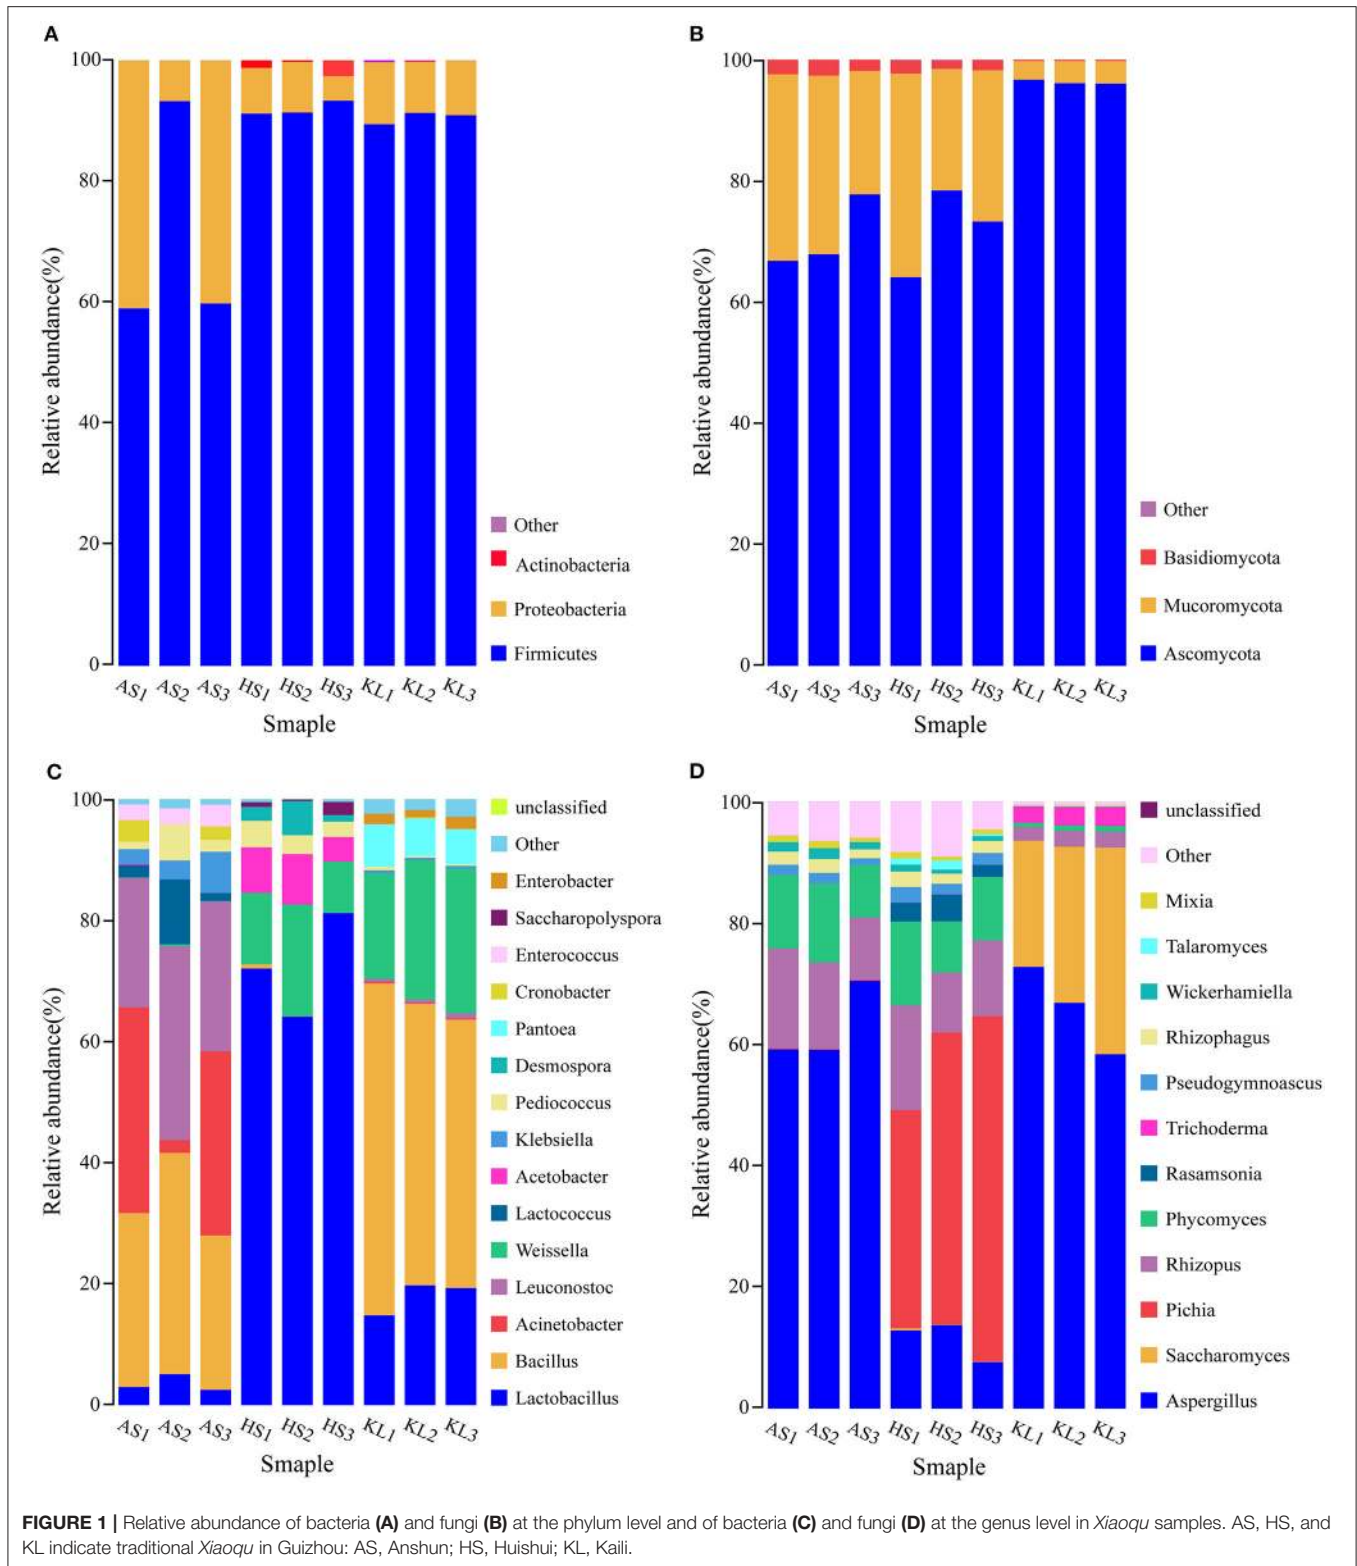 A
100
80
60
40
20
0
Relative abundance(%)
AS1 AS2 AS3 HS1 HS2 HS3 KL1 KL2 KL3
Smaple
Other
Actinobacteria
Proteobacteria
Firmicutes
B
100
80
60
40
20
0
Relative abundance(%)
AS1 AS2 AS3 HS1 HS2 HS3 KL1 KL2 KL3
Smaple
Other
Basidiomycota
Mucoromycota
Ascomycota
C
100
80
60
40
20
0
Relative abundance(%)
AS1 AS2 AS3 HS1 HS2 HS3 KL1 KL2 KL3
Smaple
unclassified
Other
Enterobacter
Saccharopolyspora
Enterococcus
Cronobacter
Pantoea
Desmospora
Pediococcus
Klebsiella
Acetobacter
Lactococcus
Weissella
Leuconostoc
Acinetobacter
Bacillus
Lactobacillus
D
100
80
60
40
20
0
Relative abundance(%)
AS1 AS2 AS3 HS1 HS2 HS3 KL1 KL2 KL3
Smaple
unclassified
Other
Mixia
Talaromyces
Wickerhamiella
Rhizophagus
Pseudogymnoascus
Trichoderma
Rasamsonia
Phycomyces
Rhizopus
Pichia
Saccharomyces
Aspergillus
FIGURE 1 | Relative abundance of bacteria (A) and fungi (B) at the phylum level and of bacteria (C) and fungi (D) at the genus level in Xiaoqu samples. AS, HS, and
KL indicate traditional Xiaoqu in Guizhou: AS, Anshun; HS, Huishui; KL, Kaili.